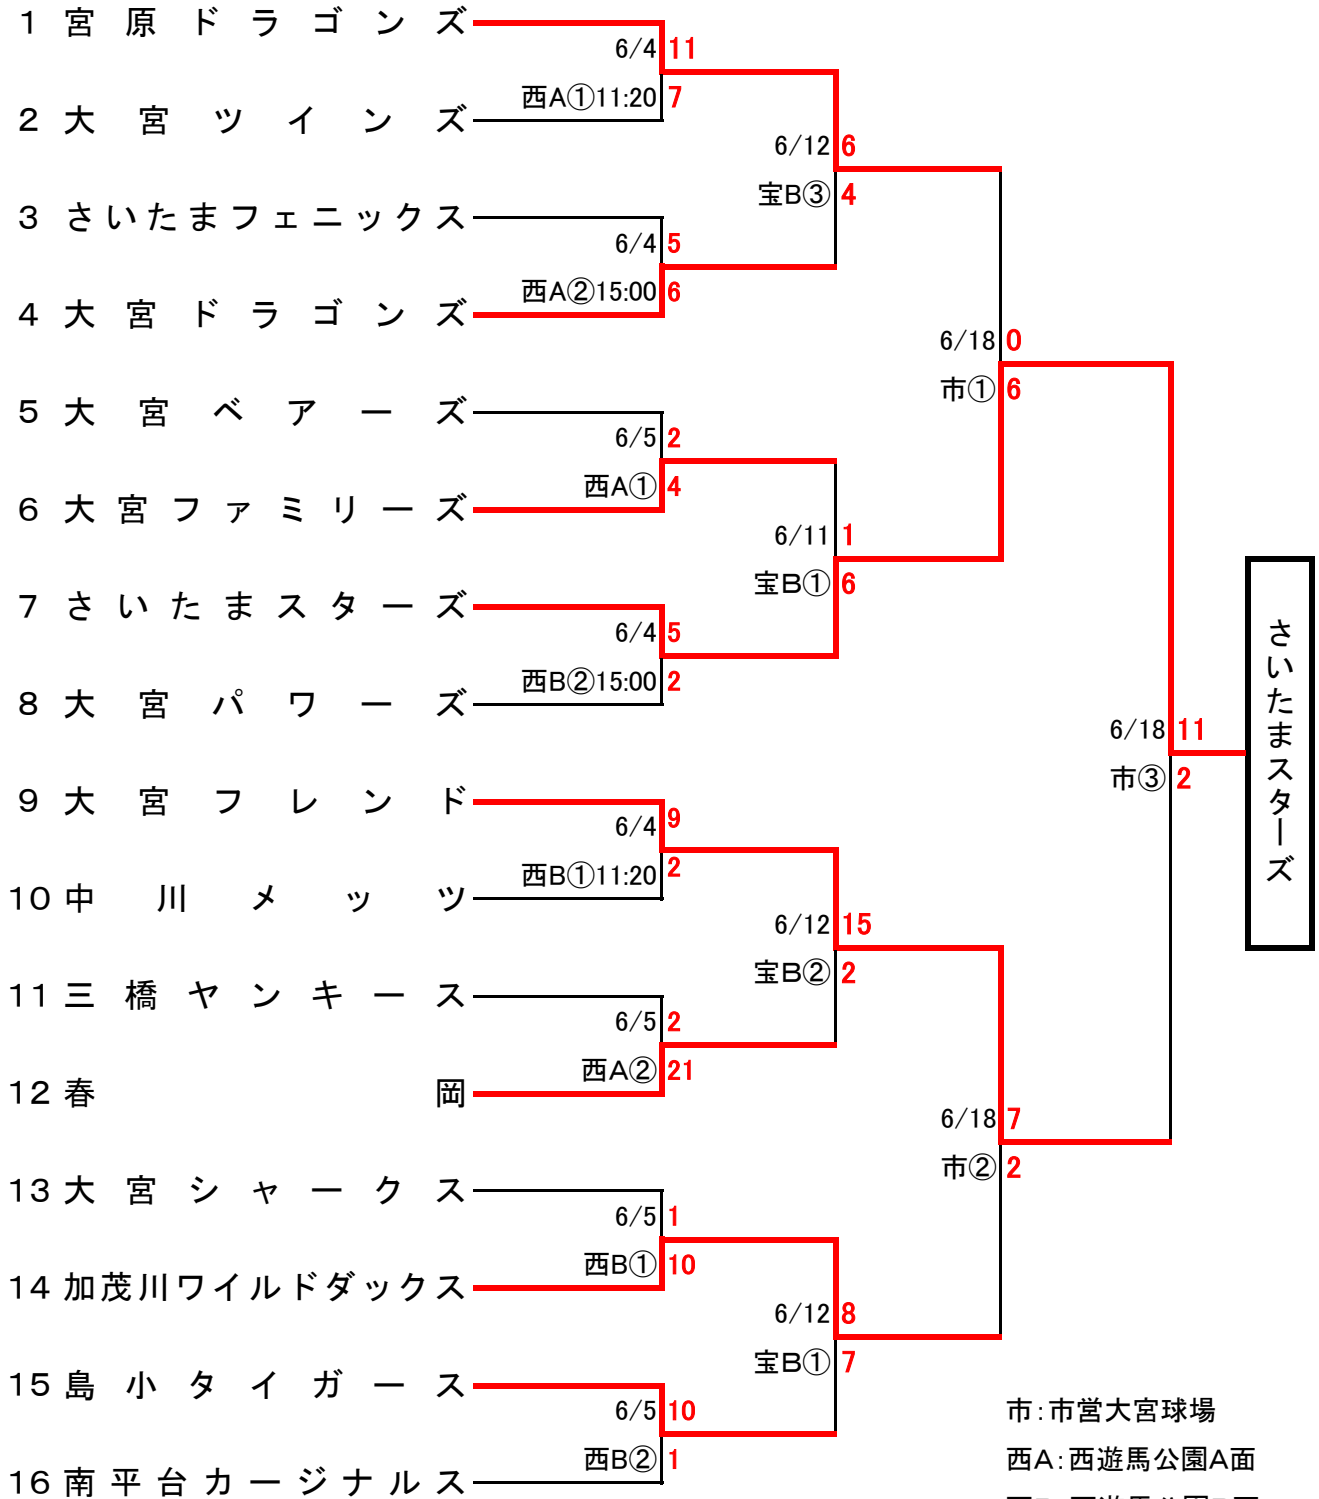 1 宮原ドラゴンズ
6/4 11
西A①11:20 7
2 大宮ツインズ
6/12 6
宝B③ 4
3 さいたまフェニックス
6/4 5
西A②15:00 6
4 大宮ドラゴンズ
6/18 0
市① 6
5 大宮ベアーズ
6/5 2
西A① 4
6 大宮ファミリーズ
6/11 1
宝B① 6
7 さいたまスターズ
6/4 5
西B②15:00 2
8 大宮パワーズ
6/18 11
市③ 2
さいたまスターズ
9 大宮フレンド
6/4 9
西B①11:20 2
10 中川メッツ
6/12 15
宝B② 2
11 三橋ヤンキース
6/5 2
西A② 21
12 春岡
6/18 7
市② 2
13 大宮シャークス
6/5 1
西B① 10
14 加茂川ワイルドダックス
6/12 8
宝B① 7
15 島小タイガース
6/5 10
西B② 1
16 南平台カージナルス
市：市営大宮球場
西A：西遊馬公園A面